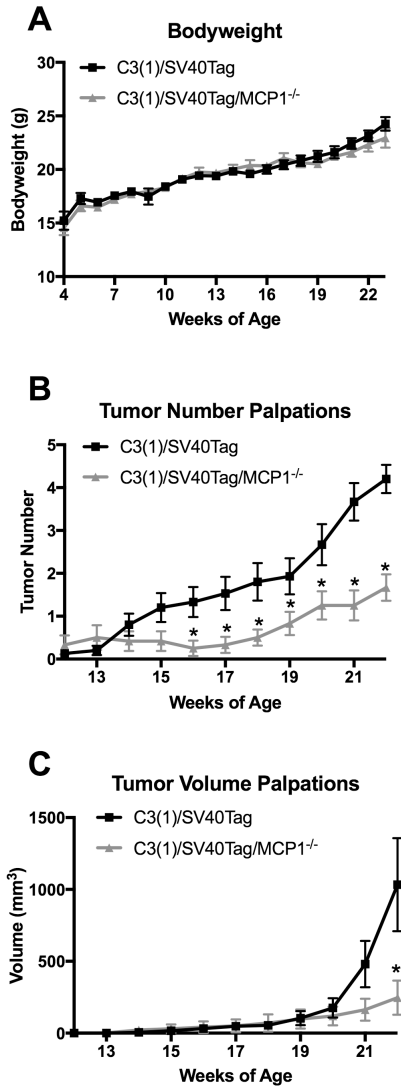 A
Bodyweight
C3(1)/SV40Tag
C3(1)/SV40Tag/MCP1-/-
Bodyweight (g)
30
25
20
15
10
4 7 10 13 16 19 22
Weeks of Age
B
Tumor Number Palpations
C3(1)/SV40Tag
C3(1)/SV40Tag/MCP1-/-
Tumor Number
5
4
3
2
1
0
* * * * * * *
13 15 17 19 21
Weeks of Age
C
Tumor Volume Palpations
C3(1)/SV40Tag
C3(1)/SV40Tag/MCP1-/-
Volume (mm3)
1500
1000
500
0
*
13 15 17 19 21
Weeks of Age